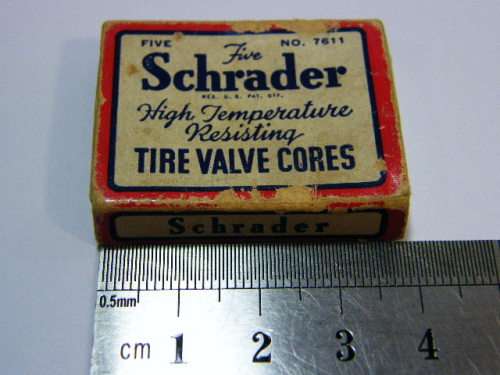 FIVE Five NO. 7611
Schrader
REG. U. S. PAT. OFF.
High Temperature
Resisting
TIRE VALVE CORES
Schrader
0.5mm
cm 1 2 3 4